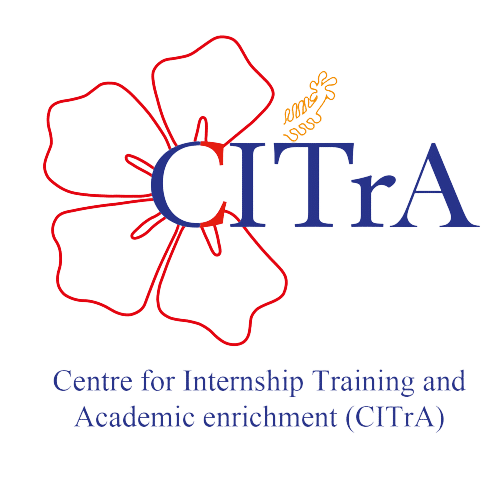 CITrA
Centre for Internship Training and
Academic enrichment (CITrA)